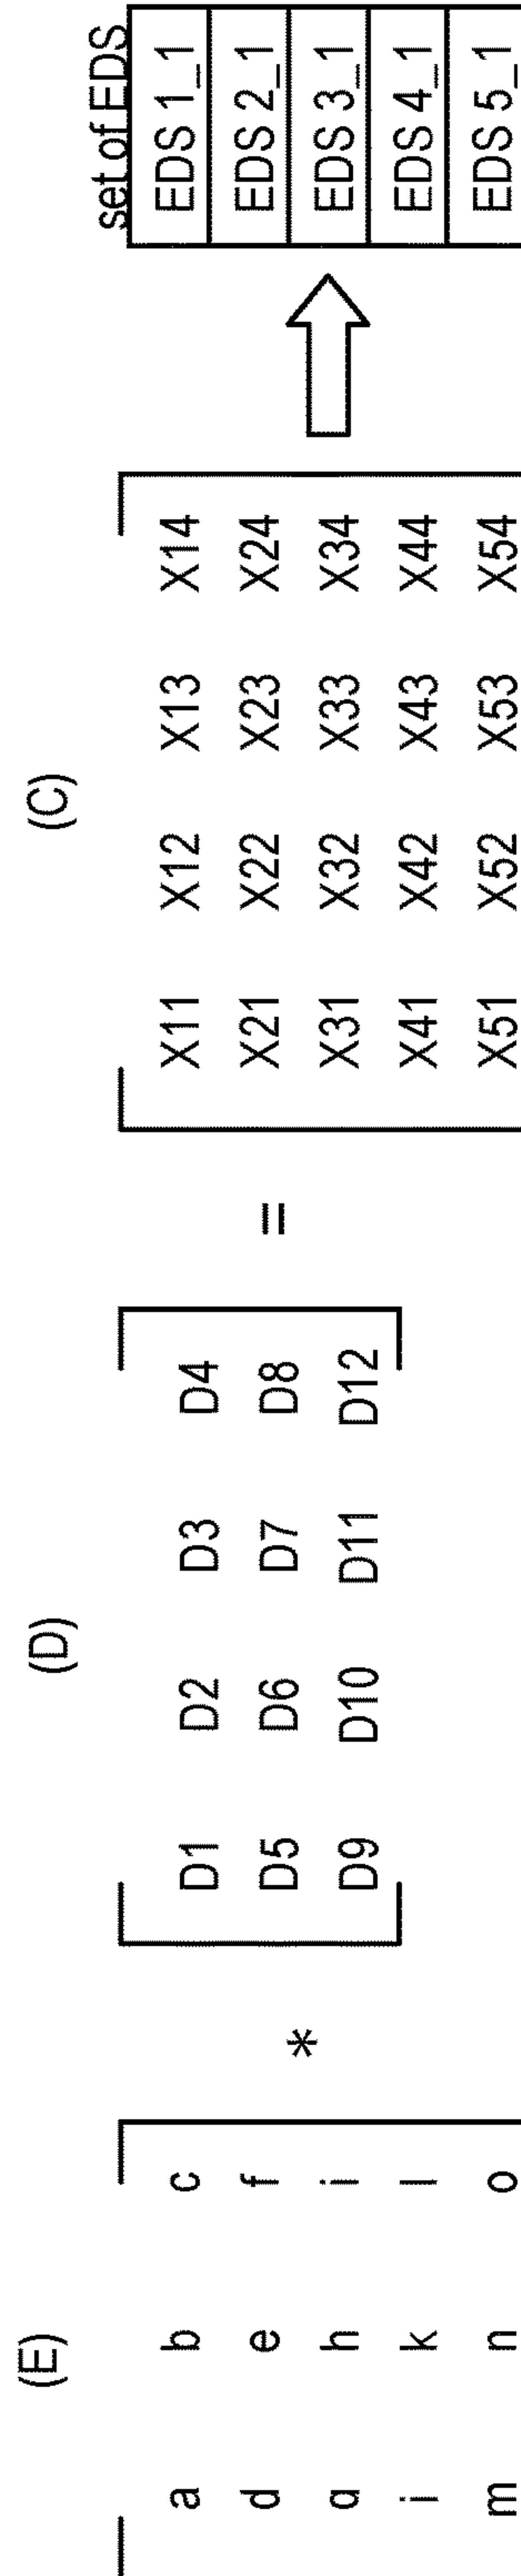 (E) (D) (C) set of EDS
a b c D1 D2 D3 D4 X11 X12 X13 X14 EDS 1_1
d e f * D5 D6 D7 D8 = X21 X22 X23 X24 EDS 2_1
g h i D9 D10 D11 D12 X31 X32 X33 X34 EDS 3_1
j k l X41 X42 X43 X44 EDS 4_1
m n o X51 X52 X53 X54 EDS 5_1